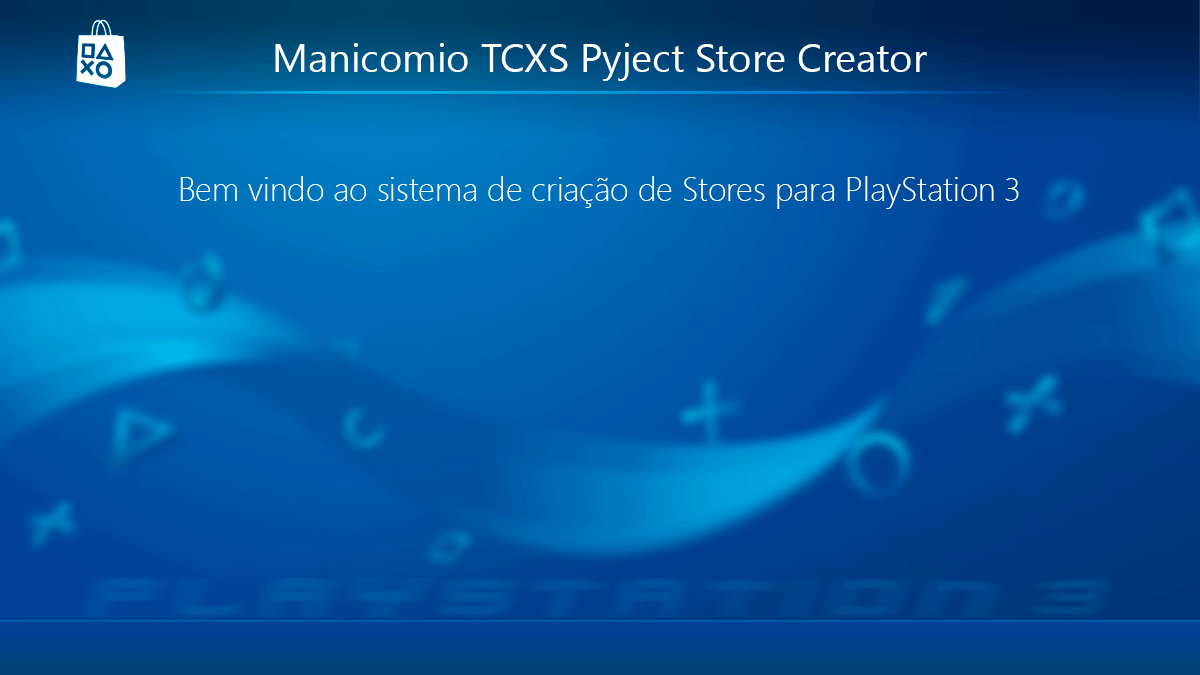 Manicomio TCXS Pyject Store Creator
Bem vindo ao sistema de criação de Stores para PlayStation 3
PLAYSTATION 3